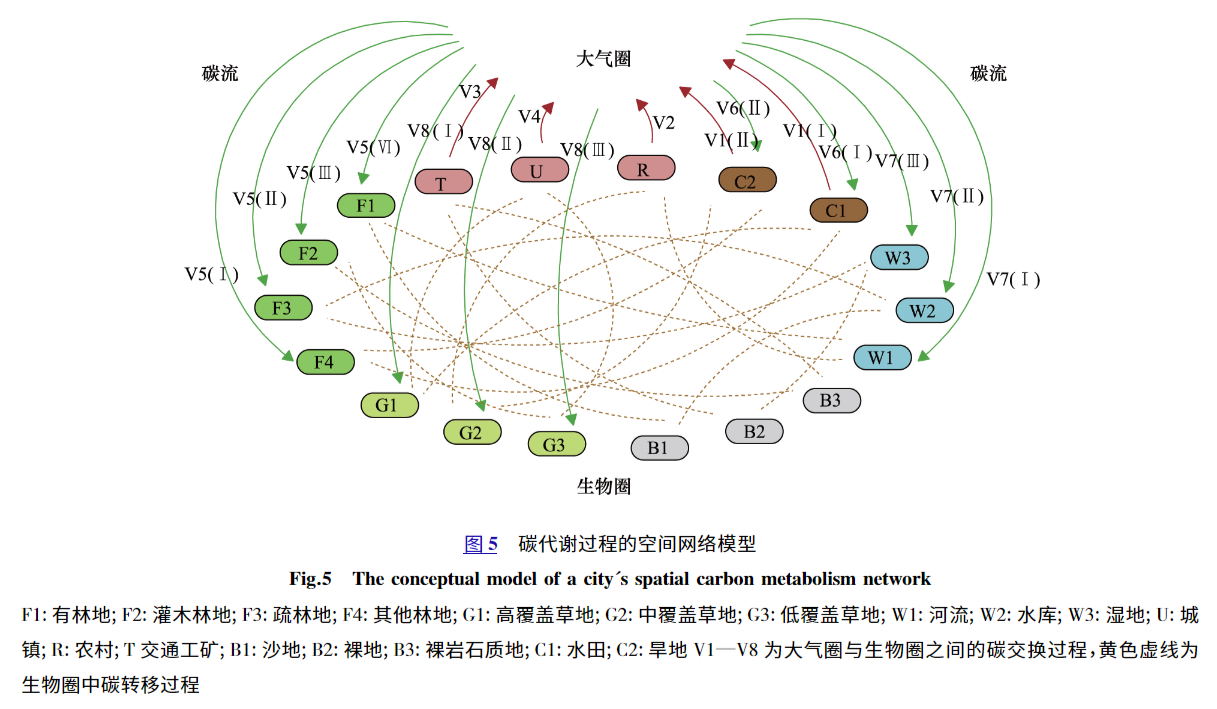 大气圈
碳流
碳流
V3
V4
V2
V6(Ⅱ)
V8(Ⅰ)
V8(Ⅱ)
V8(Ⅲ)
V1(Ⅱ)
V1(Ⅰ)
V6(Ⅰ)
V7(Ⅲ)
V5(Ⅵ)
V5(Ⅲ)
V5(Ⅱ)
V7(Ⅱ)
V5(Ⅰ)
V7(Ⅰ)
T
U
R
C2
F1
C1
F2
W3
F3
W2
F4
W1
G1
B3
G2
B2
G3
B1
生物圈
图 5 碳代谢过程的空间网络模型
Fig.5 The conceptual model of a city´s spatial carbon metabolism network
F1: 有林地; F2: 灌木林地; F3: 疏林地; F4: 其他林地; G1: 高覆盖草地; G2: 中覆盖草地; G3: 低覆盖草地; W1: 河流; W2: 水库; W3: 湿地; U: 城
镇; R: 农村; T 交通工矿; B1: 沙地; B2: 裸地; B3: 裸岩石质地; C1: 水田; C2: 旱地 V1—V8 为大气圈与生物圈之间的碳交换过程,黄色虚线为
生物圈中碳转移过程